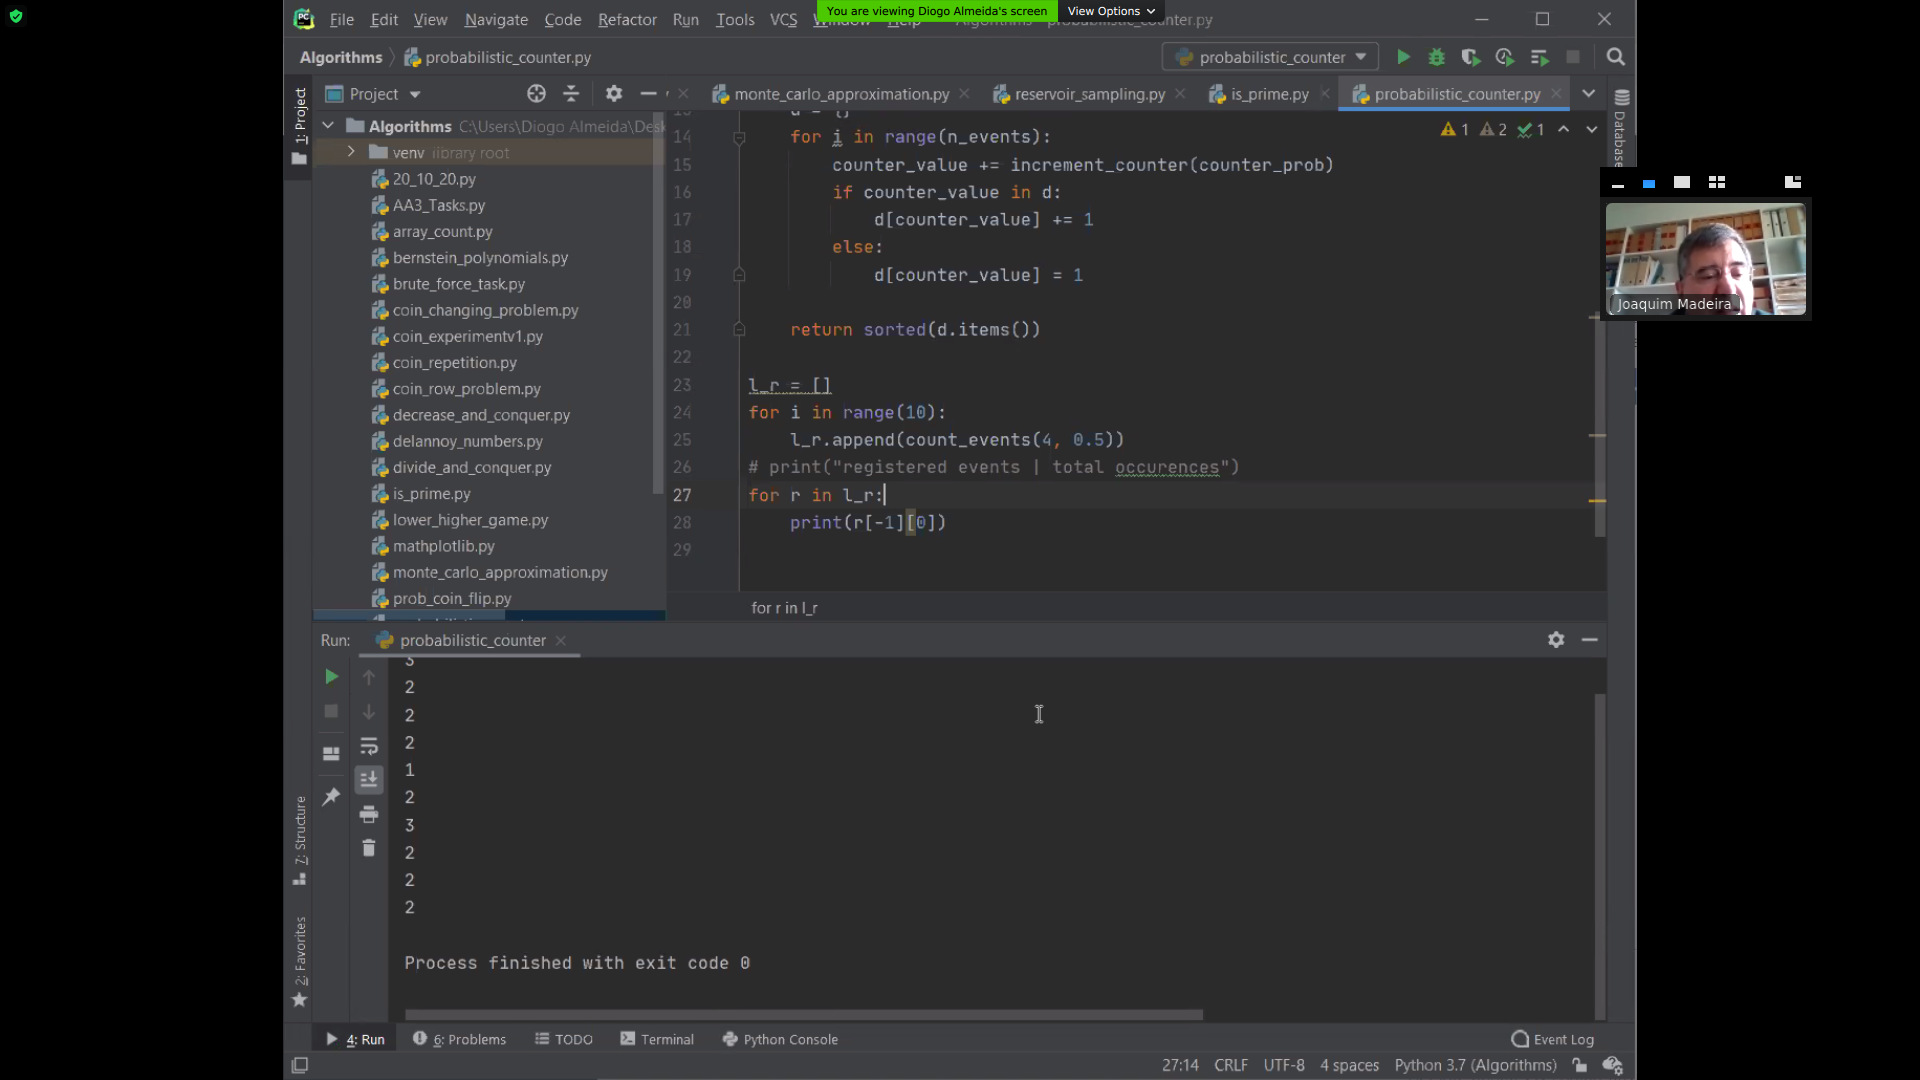 You are viewing Diogo Almeida's screen
View Options
File Edit View Navigate Code Refactor Run Tools VCS Window Help
Algorithms probabilistic_counter.py
probabilistic_counter
Project
monte_carlo_approximation.py
reservoir_sampling.py
is_prime.py
probabilistic_counter.py
1: Project
Database
Algorithms C:\Users\Diogo Almeida\Desk
venv library root
20_10_20.py
AA3_Tasks.py
array_count.py
bernstein_polynomials.py
brute_force_task.py
coin_changing_problem.py
coin_experimentv1.py
coin_repetition.py
coin_row_problem.py
decrease_and_conquer.py
delannoy_numbers.py
divide_and_conquer.py
is_prime.py
lower_higher_game.py
mathplotlib.py
monte_carlo_approximation.py
prob_coin_flip.py
1 2 1
14 for i in range(n_events):
15 counter_value += increment_counter(counter_prob)
16 if counter_value in d:
17 d[counter_value] += 1
18 else:
19 d[counter_value] = 1
20
21 return sorted(d.items())
22
23 l_r = []
24 for i in range(10):
25 l_r.append(count_events(4, 0.5))
26 # print("registered events | total occurences")
27 for r in l_r:
28 print(r[-1][0])
29
for r in l_r
Joaquim Madeira
Run: probabilistic_counter
3
2
2
2
1
2
3
2
2
2
Process finished with exit code 0
7: Structure
2: Favorites
4: Run 6: Problems TODO Terminal Python Console Event Log
27:14 CRLF UTF-8 4 spaces Python 3.7 (Algorithms)